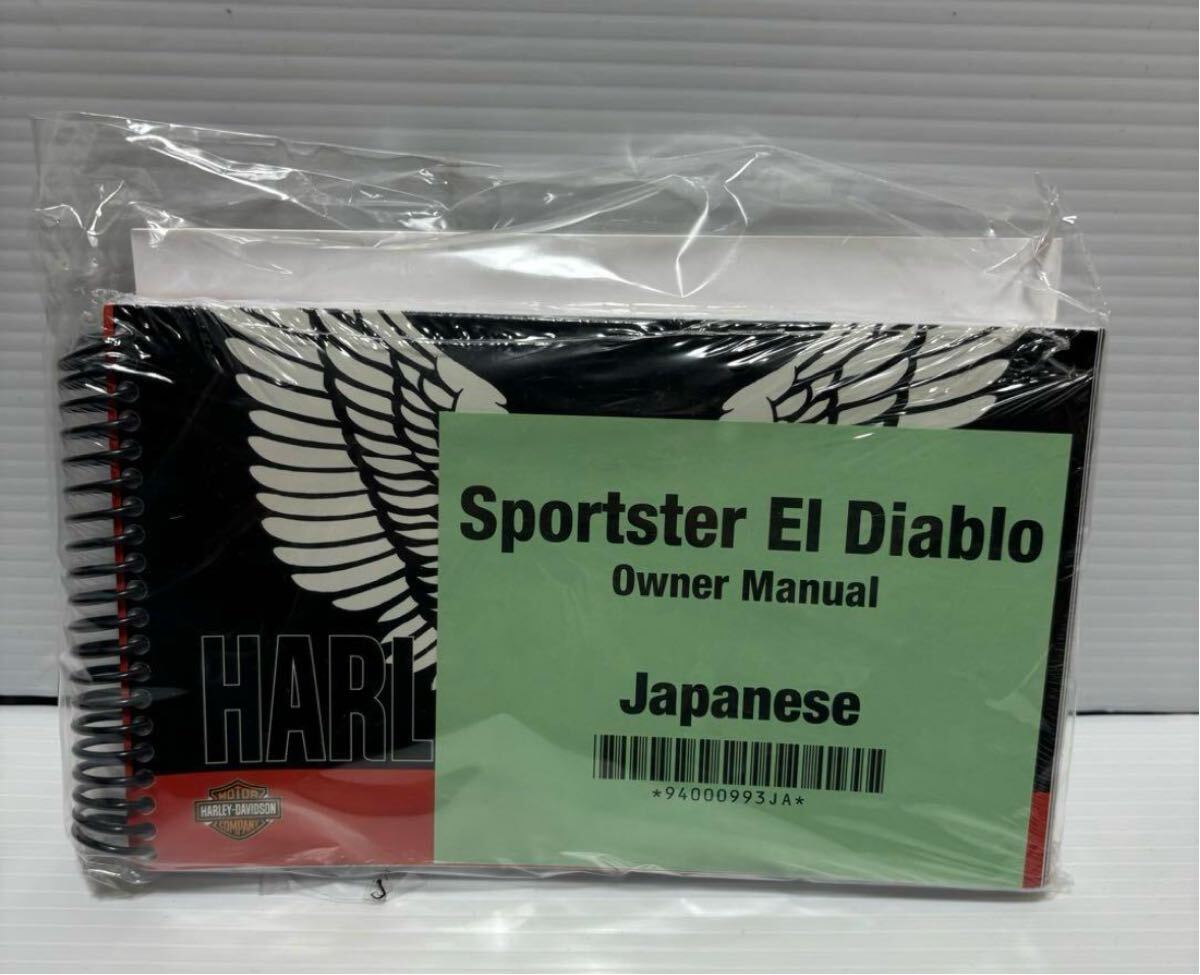 Sportster El Diablo
Owner Manual
Japanese
*94000993JA*
HARL
MOTOR
HARLEY-DAVIDSON
COMPANY